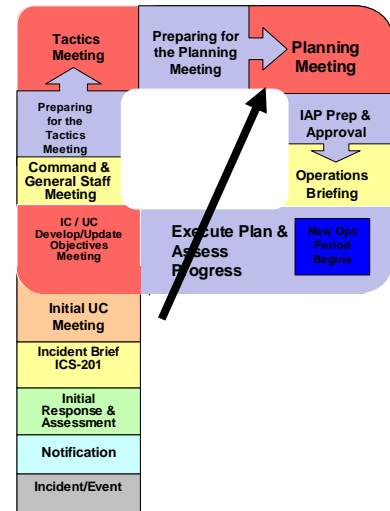 Tactics
Meeting
Preparing for
the Planning
Meeting
Planning
Meeting
Preparing
for the
Tactics
Meeting
IAP Prep &
Approval
Command &
General Staff
Meeting
Operations
Briefing
IC / UC
Develop/Update
Objectives
Meeting
Execute Plan &
Assess
Progress
New Ops
Period
Begins
Initial UC
Meeting
Incident Brief
ICS-201
Initial
Response &
Assessment
Notification
Incident/Event